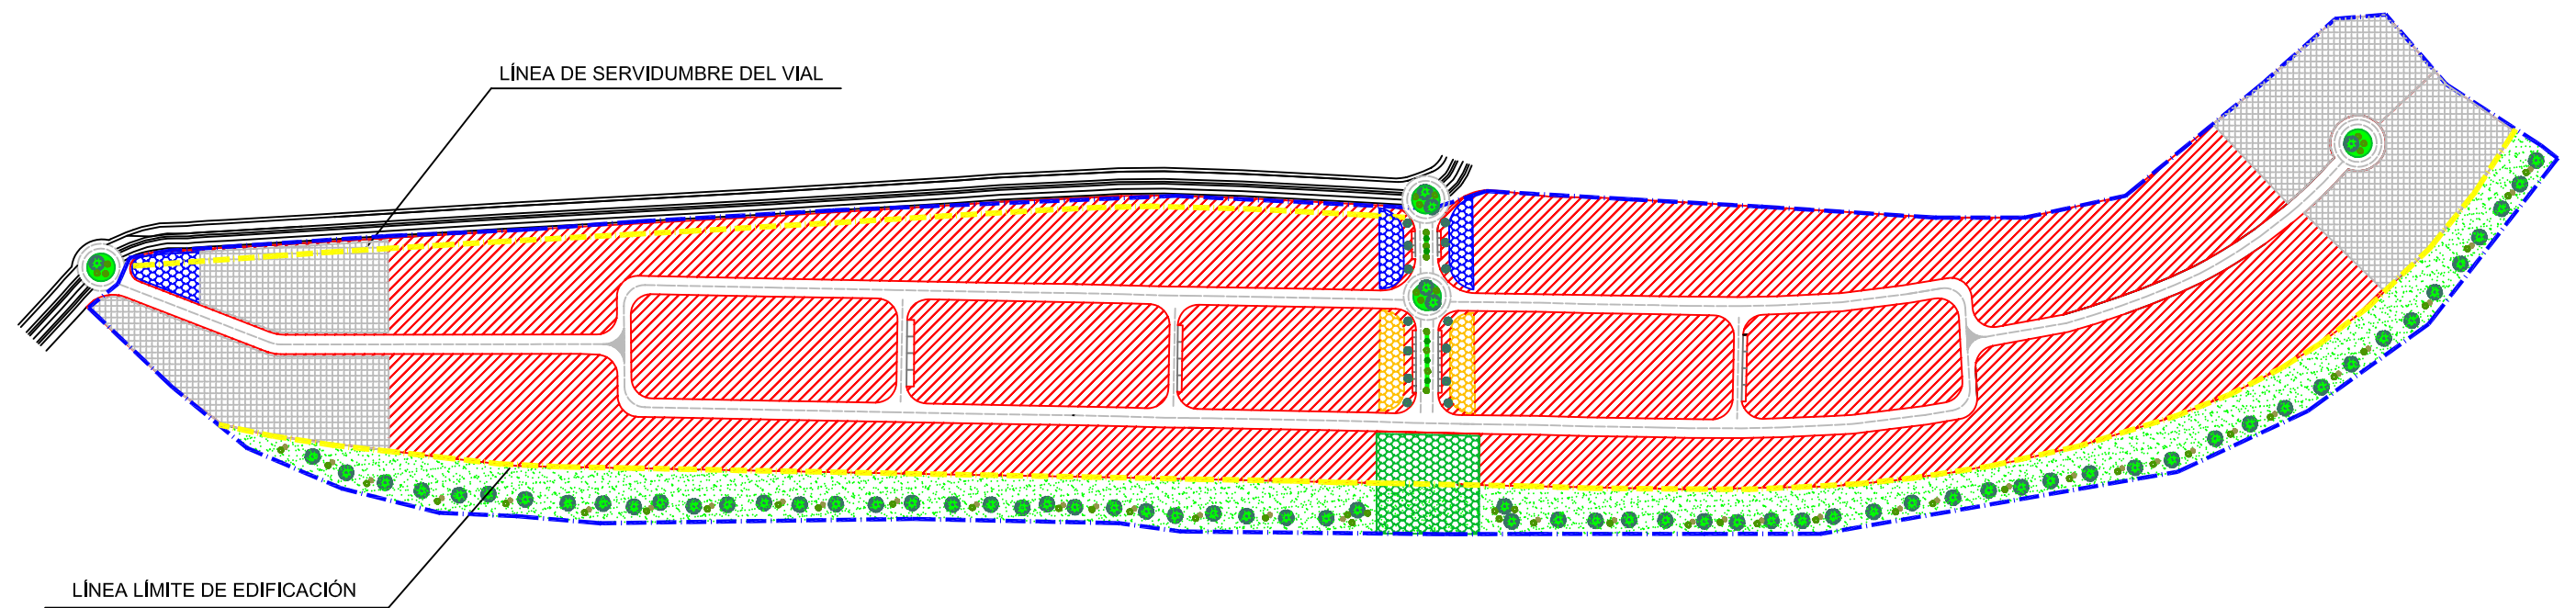 LÍNEA DE SERVIDUMBRE DEL VIAL
LÍNEA LÍMITE DE EDIFICACIÓN